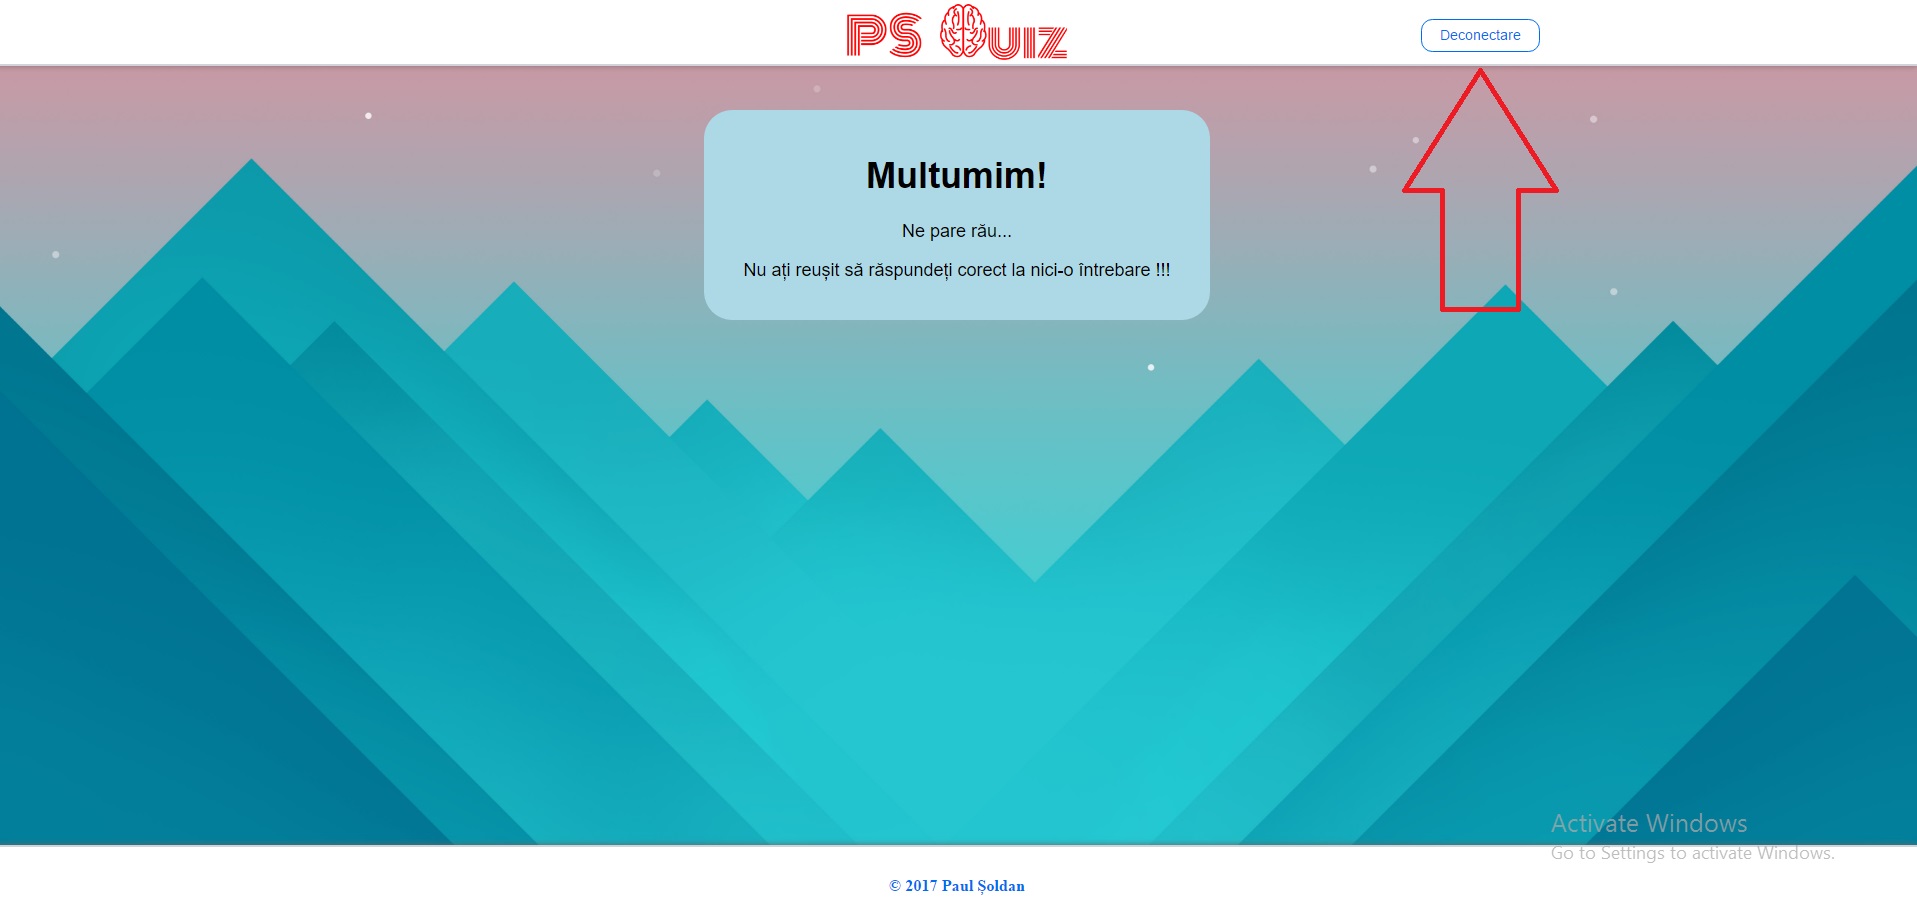 PS Quiz
Deconectare
Multumim!
Ne pare rău...
Nu ați reușit să răspundeți corect la nici-o întrebare !!!
Activate Windows
Go to Settings to activate Windows.
© 2017 Paul Șoldan